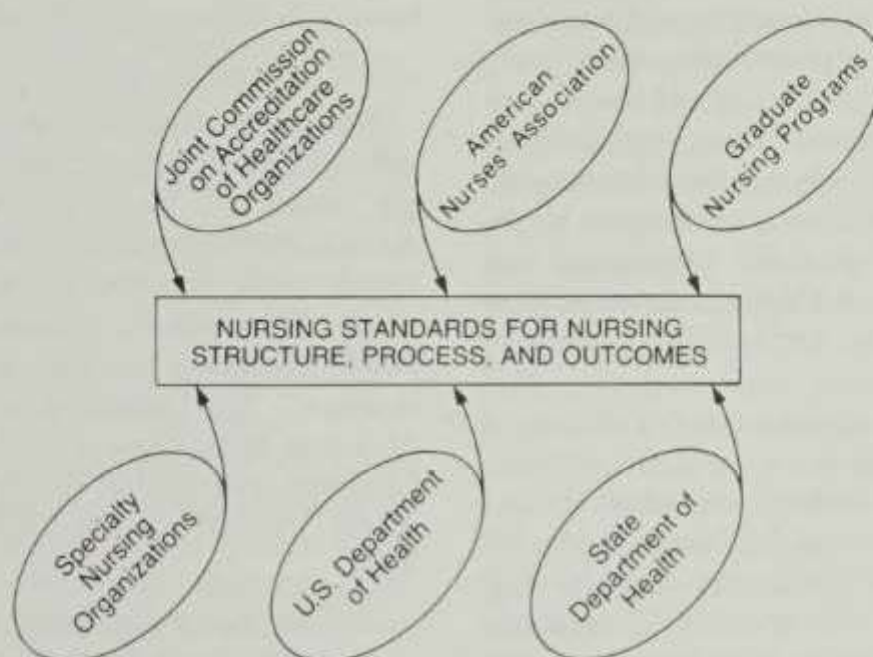 Joint Commission
on Accreditation
of Healthcare
Organizations
American
Nurses' Association
Graduate
Nursing Programs
NURSING STANDARDS FOR NURSING
STRUCTURE, PROCESS, AND OUTCOMES
Specialty
Nursing
Organizations
U.S. Department
of Health
State
Department of
Health